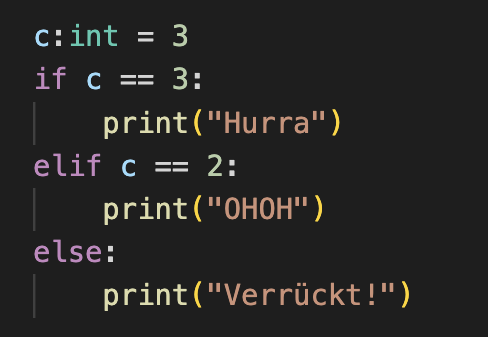 c:int = 3
if c == 3:
    print("Hurra")
elif c == 2:
    print("OHOH")
else:
    print("Verrückt!")